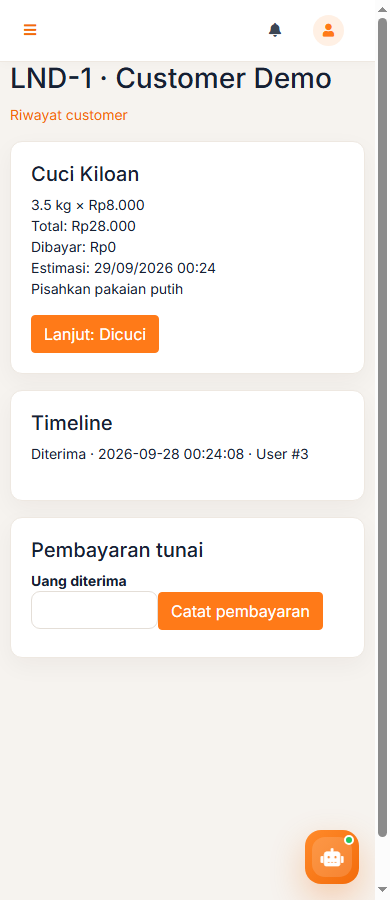 LND-1 · Customer Demo
Riwayat customer
Cuci Kiloan
3.5 kg × Rp8.000
Total: Rp28.000
Dibayar: Rp0
Estimasi: 29/09/2026 00:24
Pisahkan pakaian putih
Lanjut: Dicuci
Timeline
Diterima · 2026-09-28 00:24:08 · User #3
Pembayaran tunai
Uang diterima
Catat pembayaran